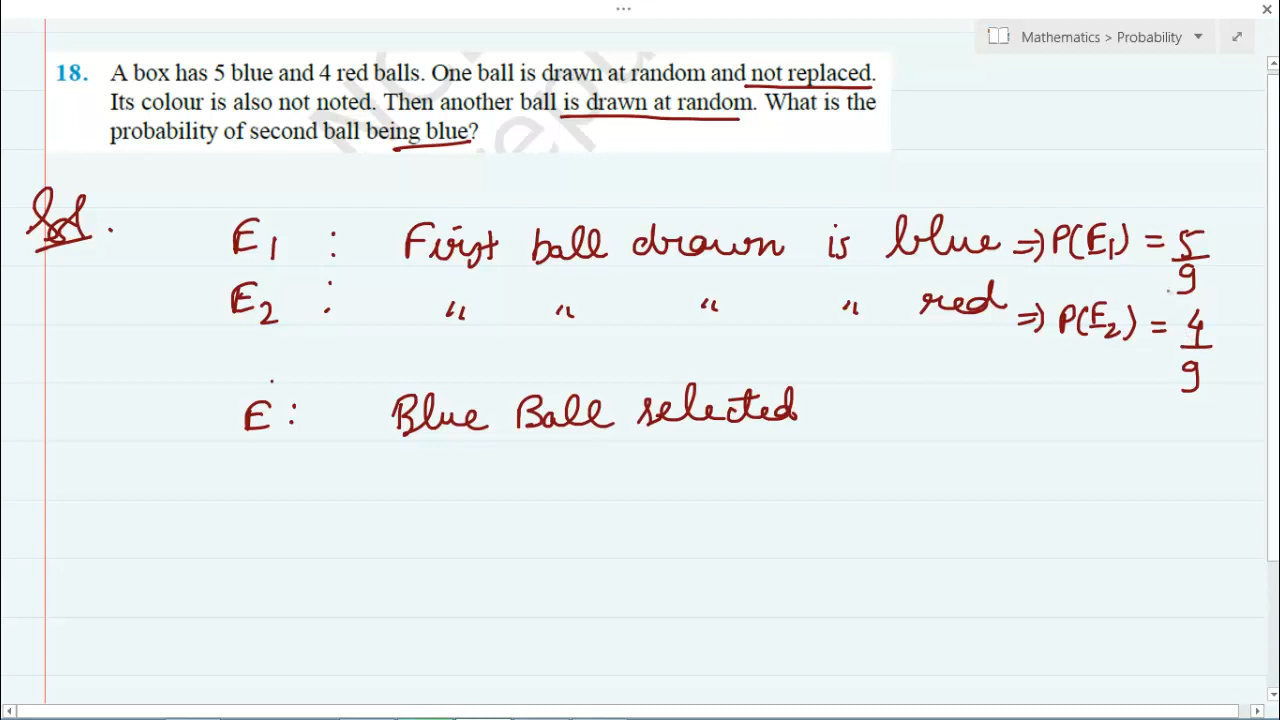 ...
Mathematics > Probability
18. A box has 5 blue and 4 red balls. One ball is drawn at random and not replaced.
Its colour is also not noted. Then another ball is drawn at random. What is the
probability of second ball being blue?
Sol.
E1 : First ball drawn is blue ⇒ P(E1) = 5/9
E2 : " " " " red ⇒ P(E2) = 4/9
E : Blue Ball selected